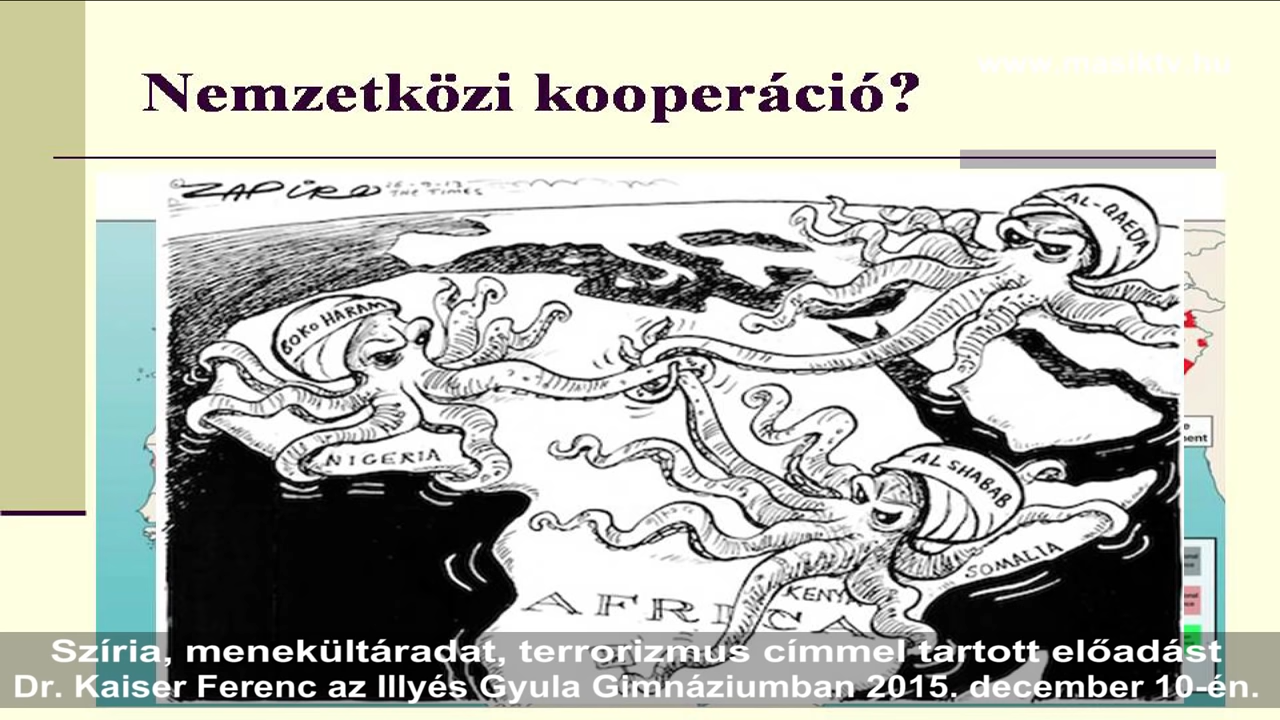 www.masiktv.hu
Nemzetközi kooperáció?
ZAPIRO
THE TIMES
AL-QAEDA
BOKO HARAM
NIGERIA
AL SHABAB
SOMALIA
KENYA
AFRICA
Szíria, menekültáradat, terrorizmus címmel tartott előadást
Dr. Kaiser Ferenc az Illyés Gyula Gimnáziumban 2015. december 10-én.